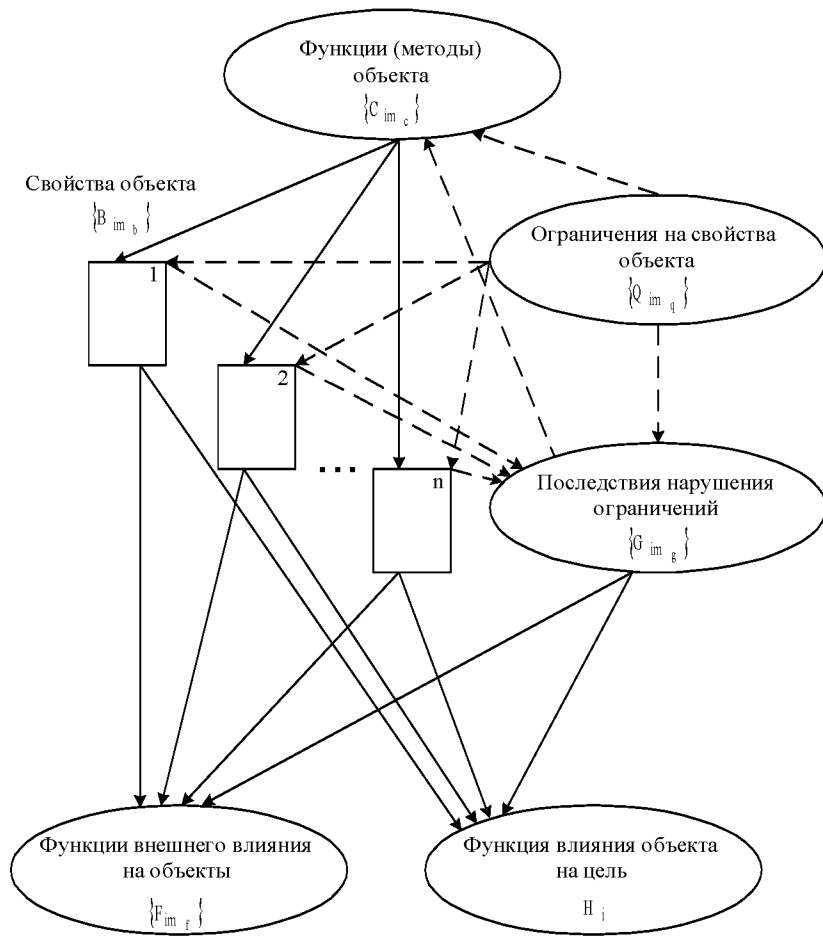 Функции (методы)
объекта
{C im c}
Свойства объекта
{B im b}
Ограничения на свойства
объекта
{Q im q}
1
2
...
n
Последствия нарушения
ограничений
{G im g}
Функции внешнего влияния
на объекты
{F im f}
Функция влияния объекта
на цель
H i